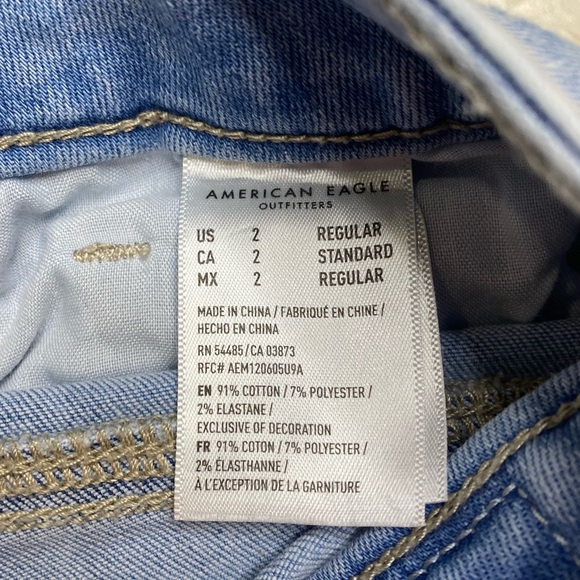 AMERICAN EAGLE
OUTFITTERS
US 2 REGULAR
CA 2 STANDARD
MX 2 REGULAR
MADE IN CHINA / FABRIQUÉ EN CHINE /
HECHO EN CHINA
RN 54485 / CA 03873
RFC# AEM120605U9A
EN 91% COTTON / 7% POLYESTER /
2% ELASTANE /
EXCLUSIVE OF DECORATION
FR 91% COTON / 7% POLYESTER /
2% ÉLASTHANNE /
À L'EXCEPTION DE LA GARNITURE